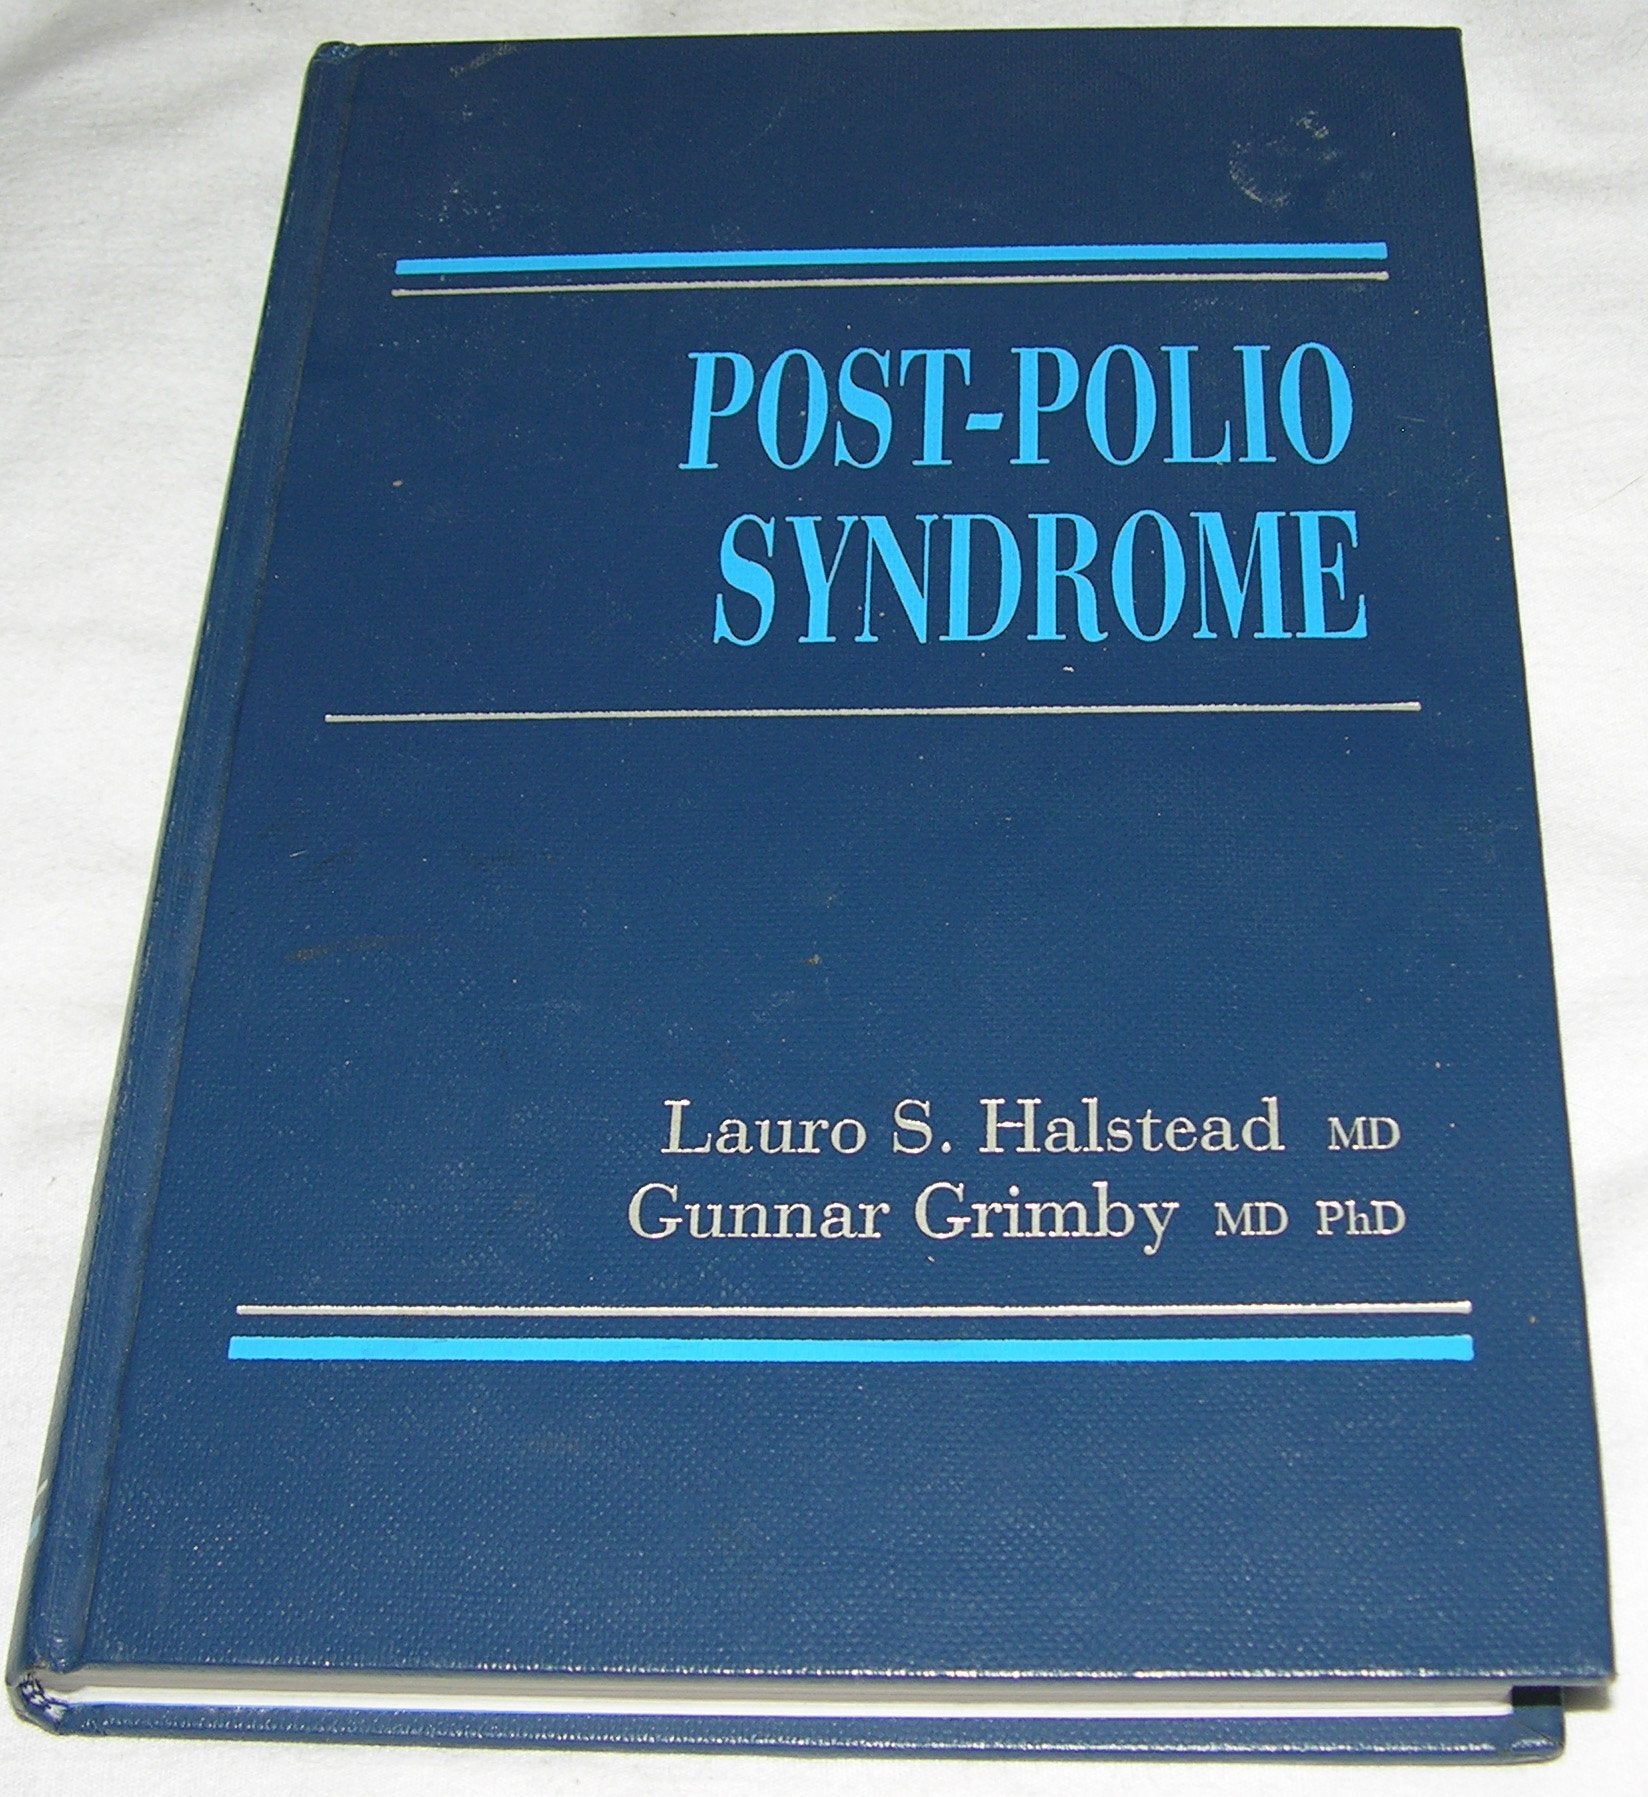 POST-POLIO
SYNDROME
Lauro S. Halstead MD
Gunnar Grimby MD PhD